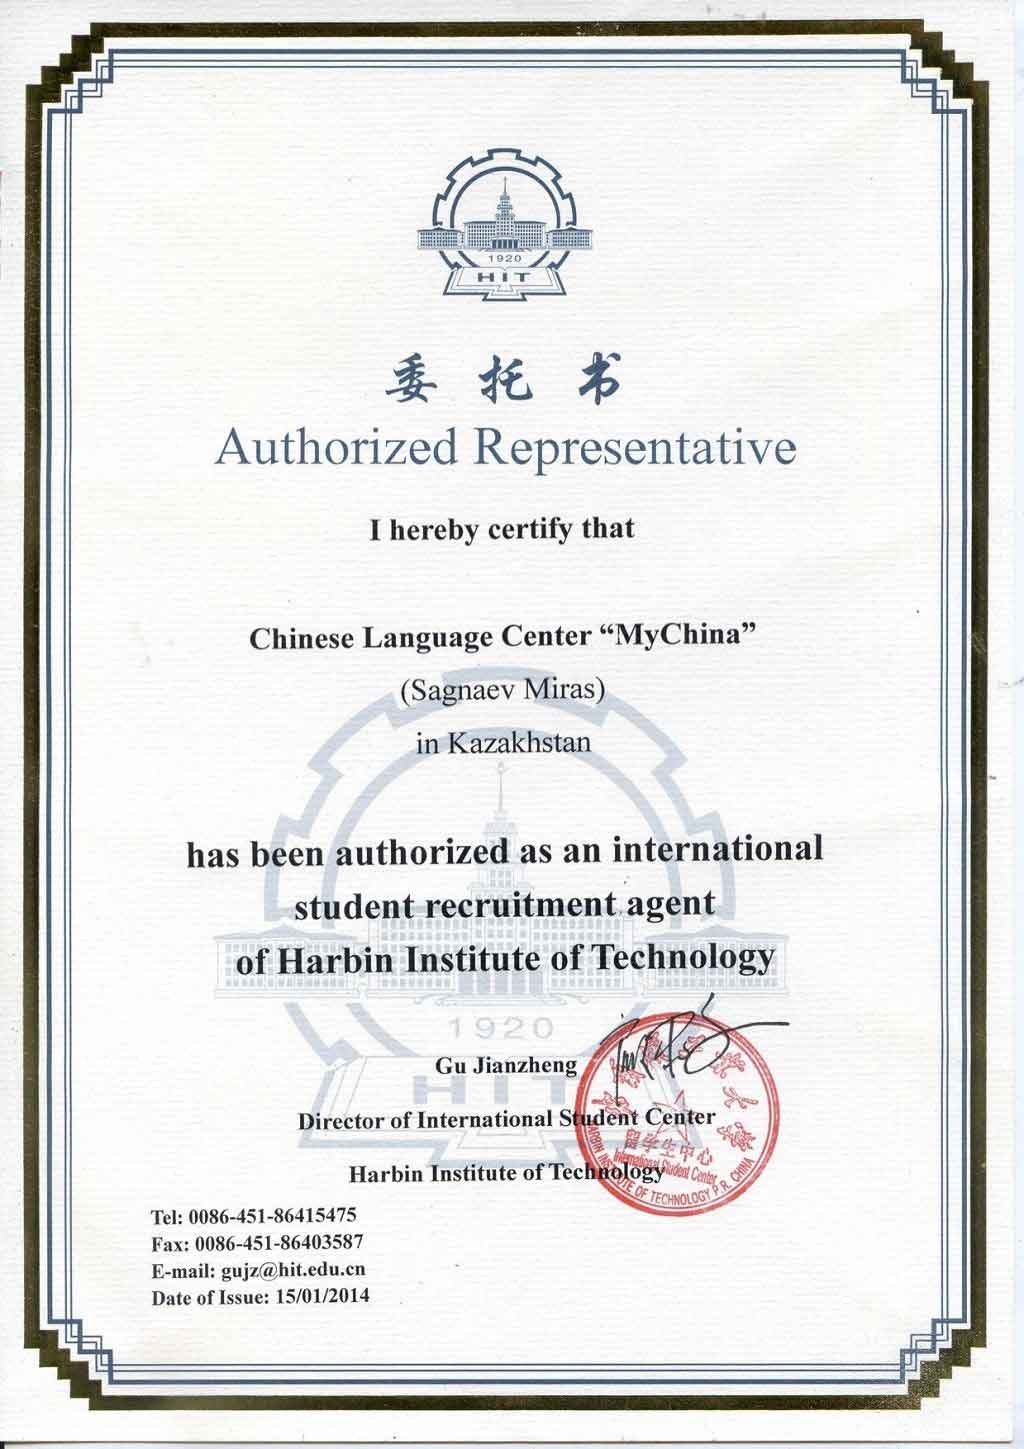 1920
HIT
委托书
Authorized Representative
I hereby certify that
Chinese Language Center “MyChina”
(Sagnaev Miras)
in Kazakhstan
has been authorized as an international
student recruitment agent
of Harbin Institute of Technology
1920
HIT
Gu Jianzheng
Director of International Student Center
Harbin Institute of Technology
留学生中心
International Student Center
HARBIN INSTITUTE OF TECHNOLOGY P.R. CHINA
Tel: 0086-451-86415475
Fax: 0086-451-86403587
E-mail: gujz@hit.edu.cn
Date of Issue: 15/01/2014